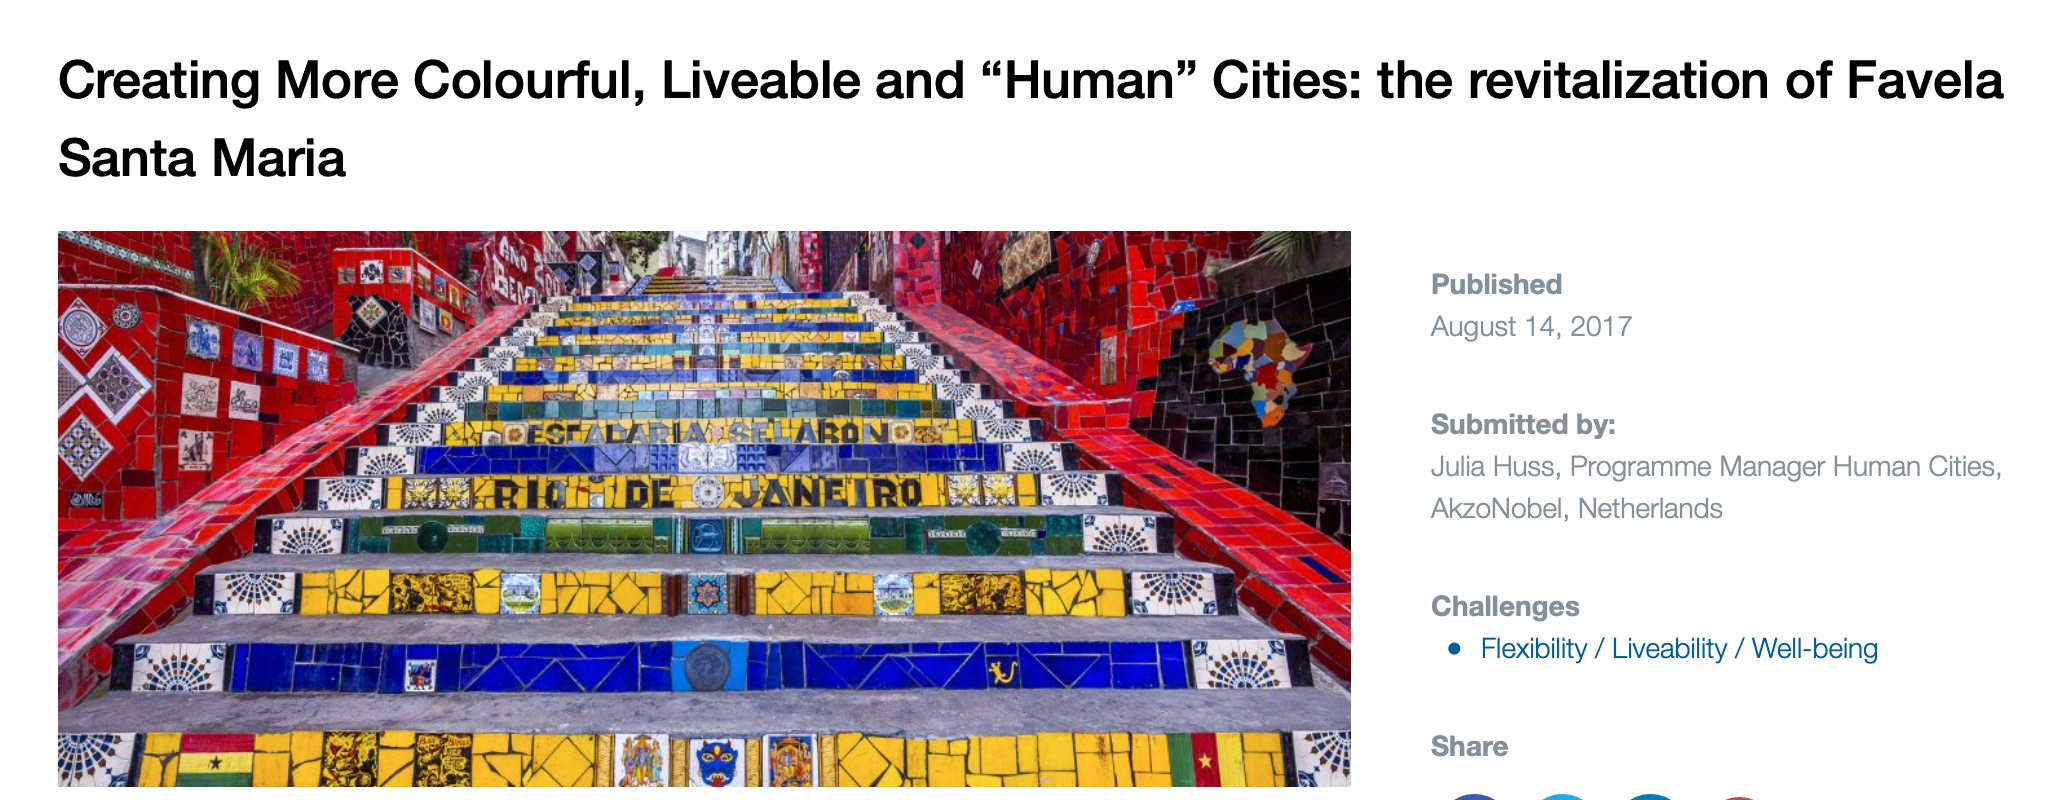 Creating More Colourful, Liveable and “Human” Cities: the revitalization of Favela
Santa Maria
ESCADARIA SELARÓN
RIO DE JANEIRO
Published
August 14, 2017
Submitted by:
Julia Huss, Programme Manager Human Cities,
AkzoNobel, Netherlands
Challenges
• Flexibility / Liveability / Well-being
Share